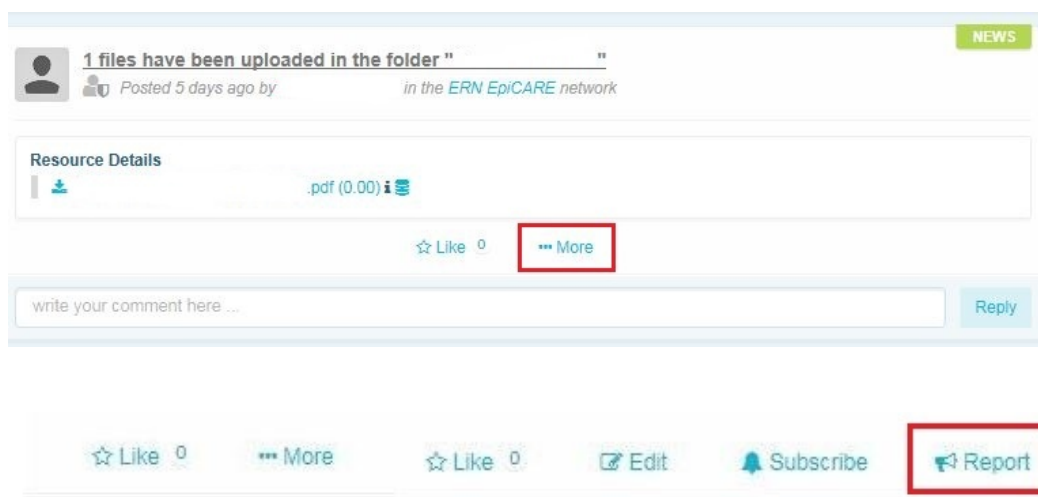 NEWS
1 files have been uploaded in the folder " "
Posted 5 days ago by in the ERN EpiCARE network
Resource Details
.pdf (0.00) i
Like 0 ••• More
write your comment here ...
Reply
Like 0 ••• More Like 0 Edit Subscribe Report